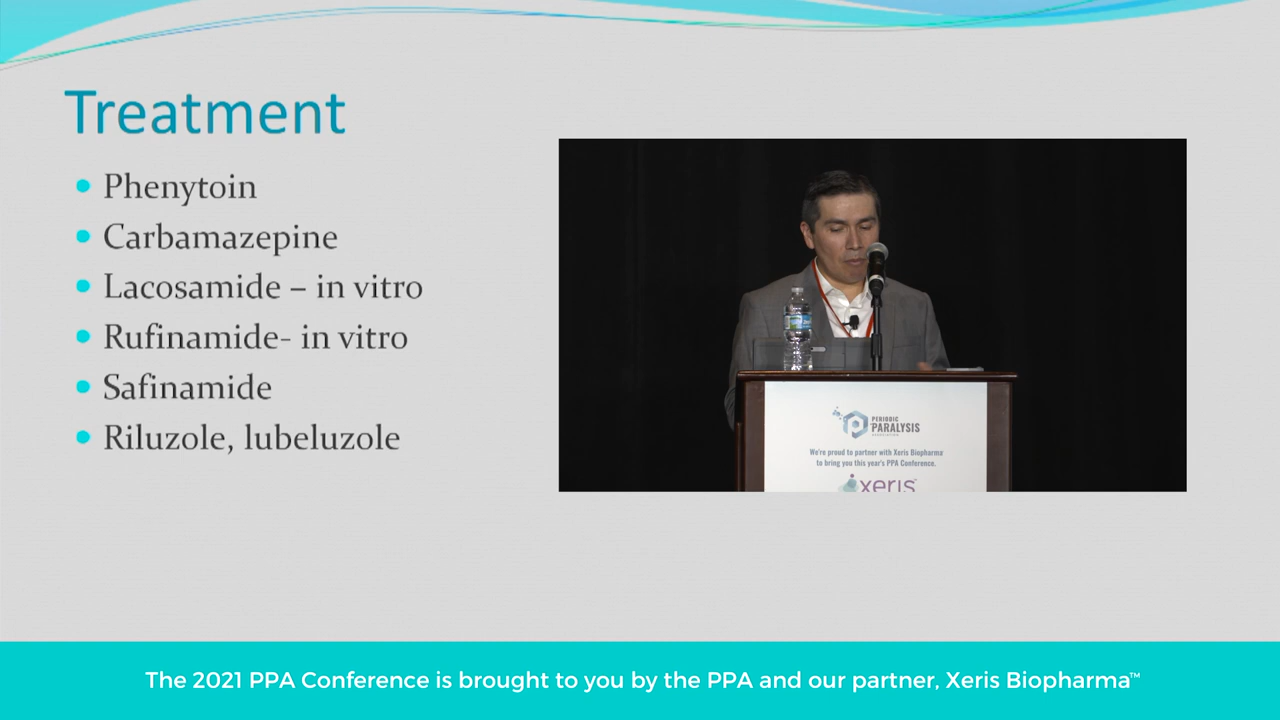 Treatment
Phenytoin
Carbamazepine
Lacosamide – in vitro
Rufinamide- in vitro
Safinamide
Riluzole, lubeluzole
PERIODIC
PARALYSIS
ASSOCIATION
We're proud to partner with Xeris Biopharma
to bring you this year's PPA Conference.
xeris
The 2021 PPA Conference is brought to you by the PPA and our partner, Xeris Biopharma™